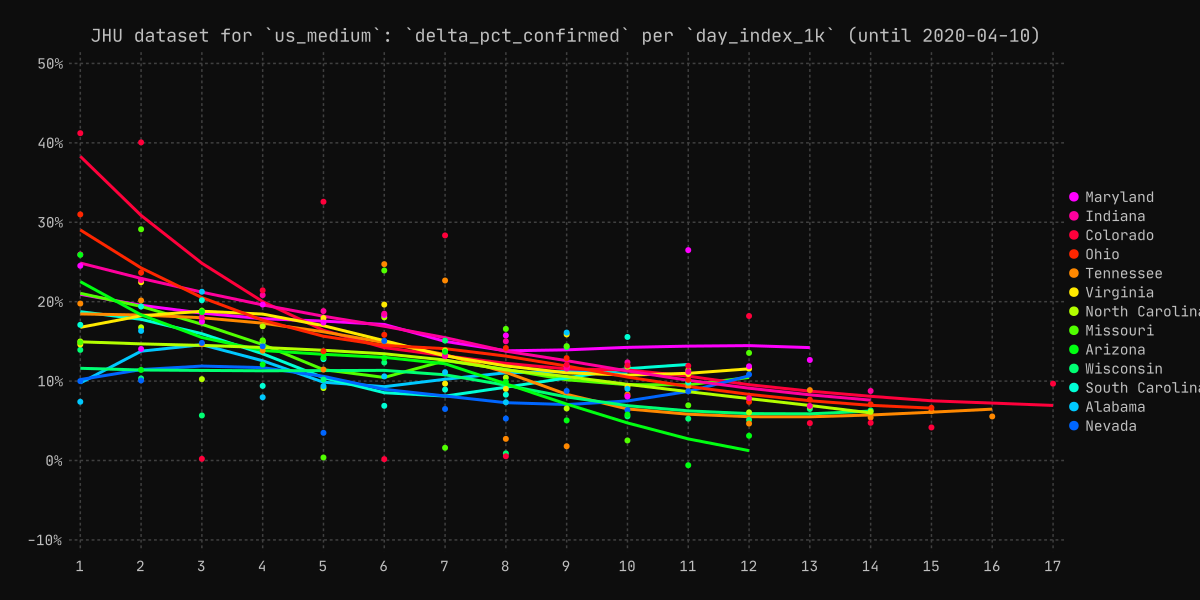 JHU dataset for `us_medium`: `delta_pct_confirmed` per `day_index_1k` (until 2020-04-10)
50%
40%
30%
20%
10%
0%
-10%
1 2 3 4 5 6 7 8 9 10 11 12 13 14 15 16 17
Maryland
Indiana
Colorado
Ohio
Tennessee
Virginia
North Carolina
Missouri
Arizona
Wisconsin
South Carolina
Alabama
Nevada